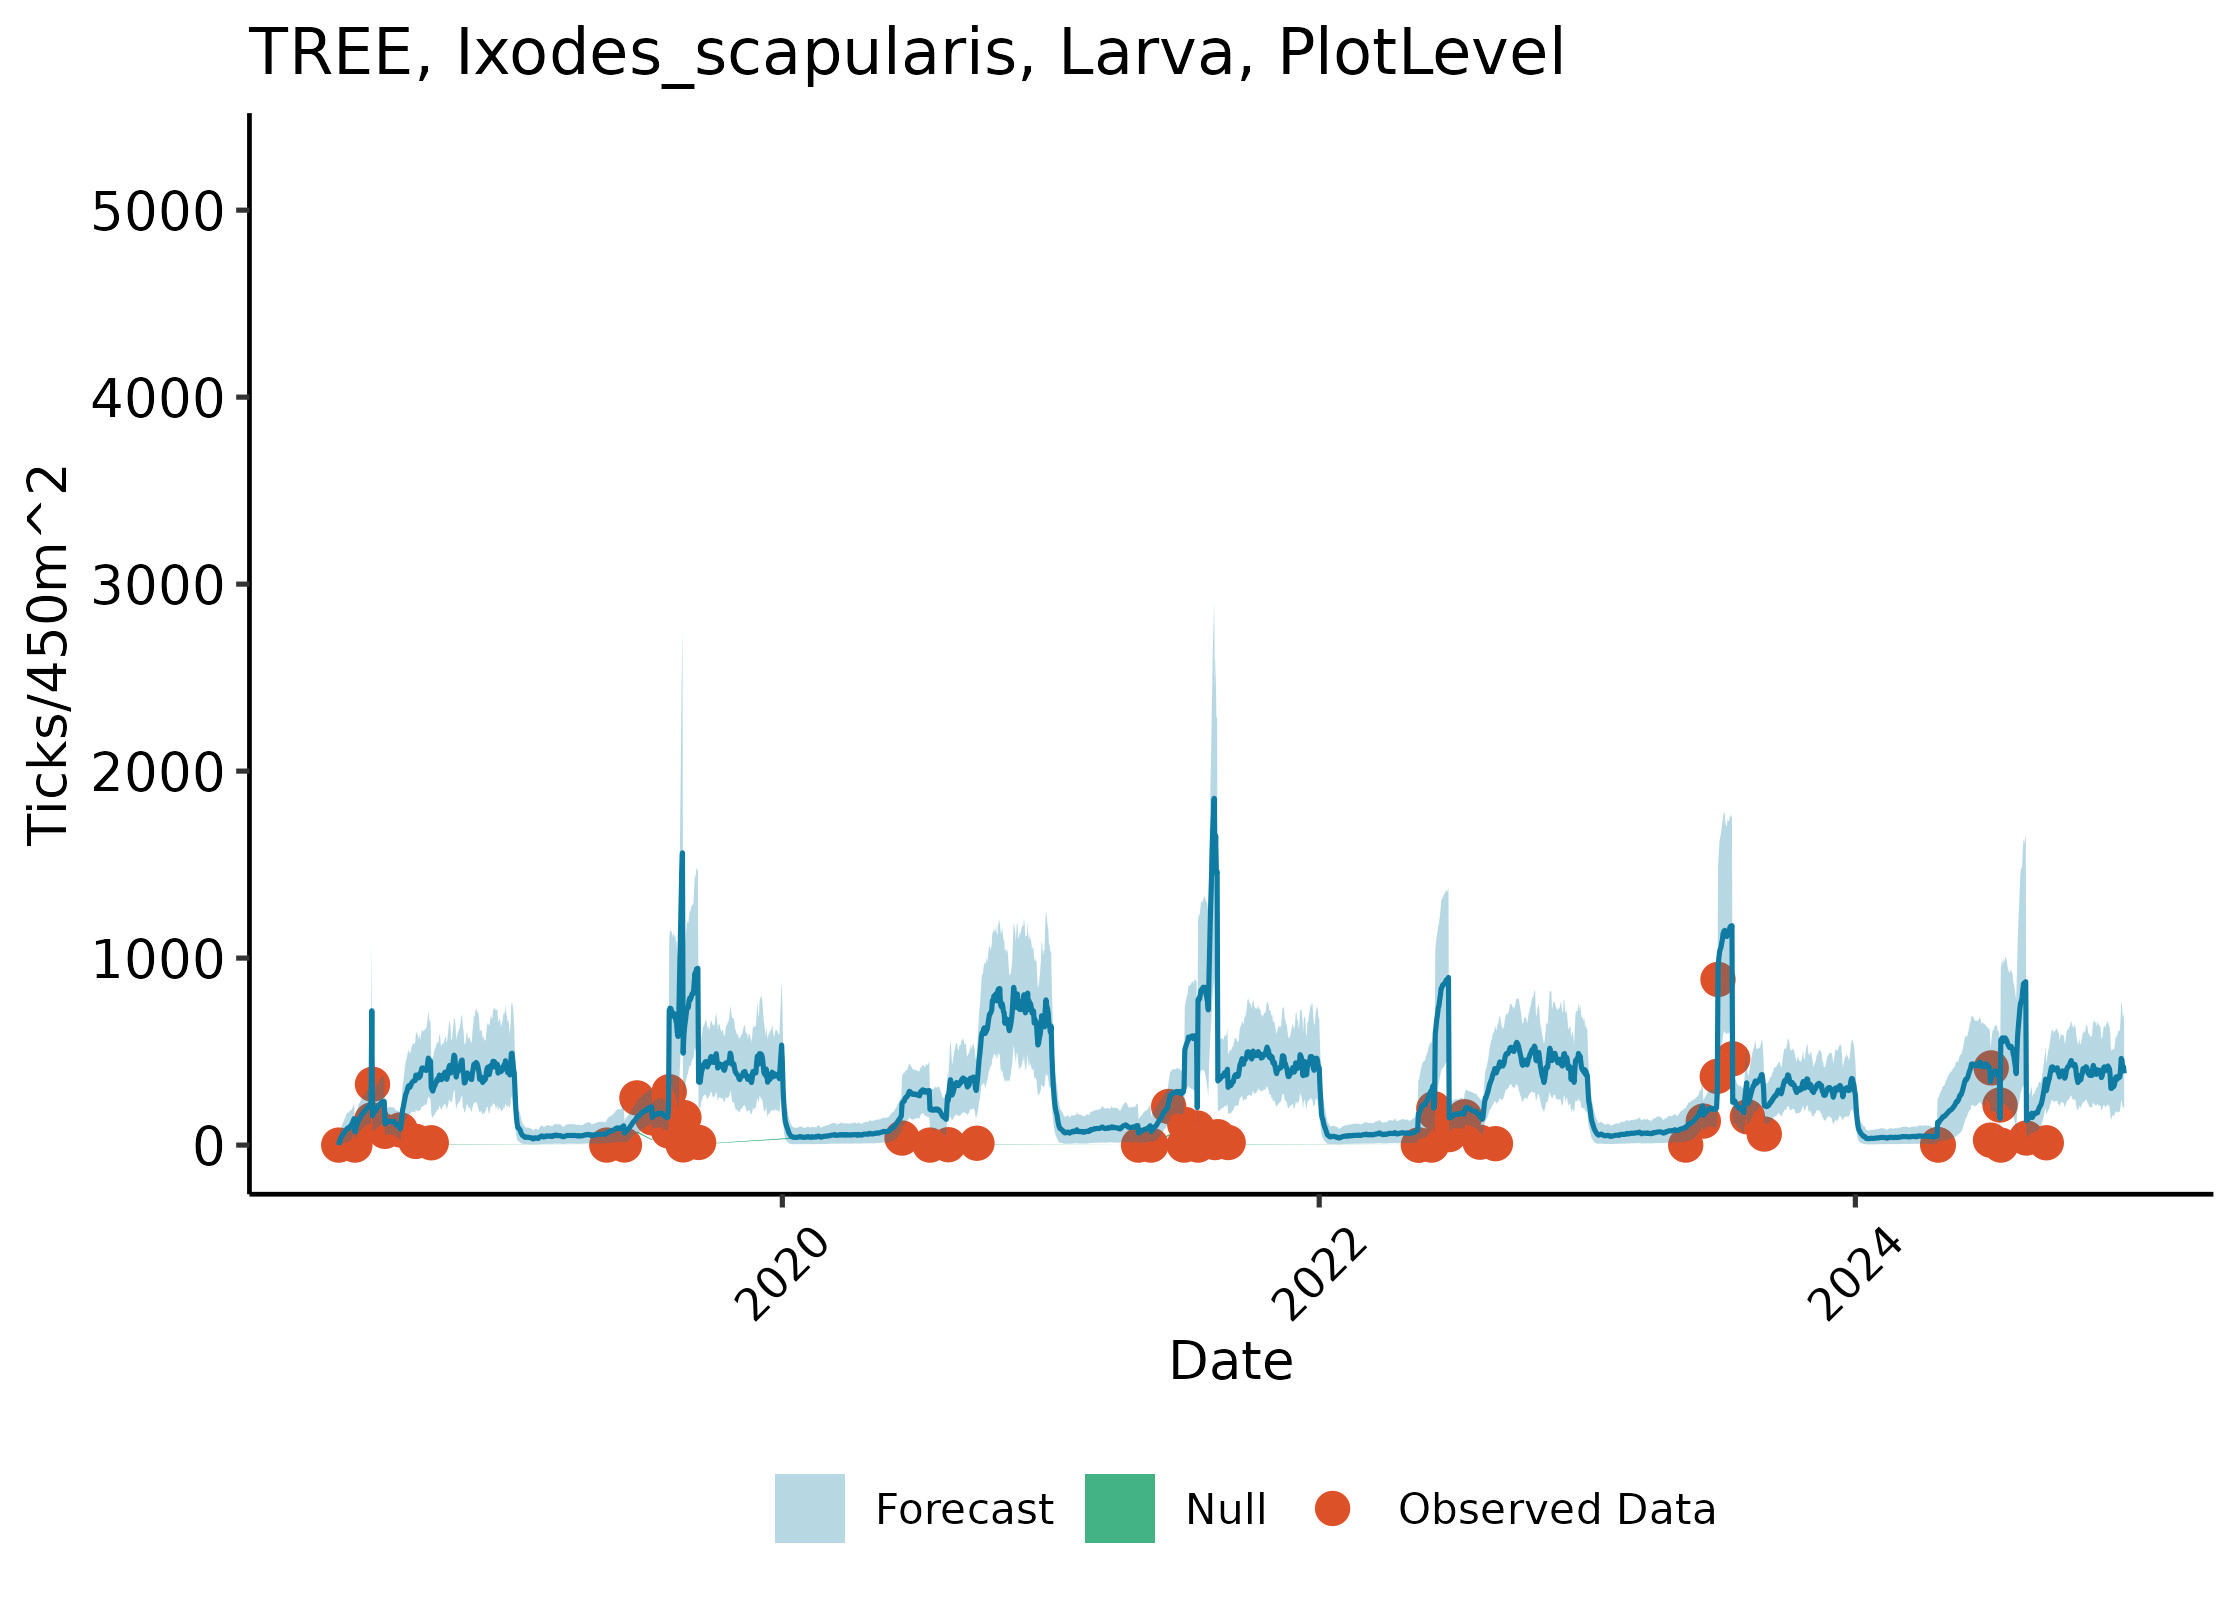 TREE, Ixodes_scapularis, Larva, PlotLevel
Ticks/450m^2
5000
4000
3000
2000
1000
0
2020
2022
2024
Date
Forecast
Null
Observed Data